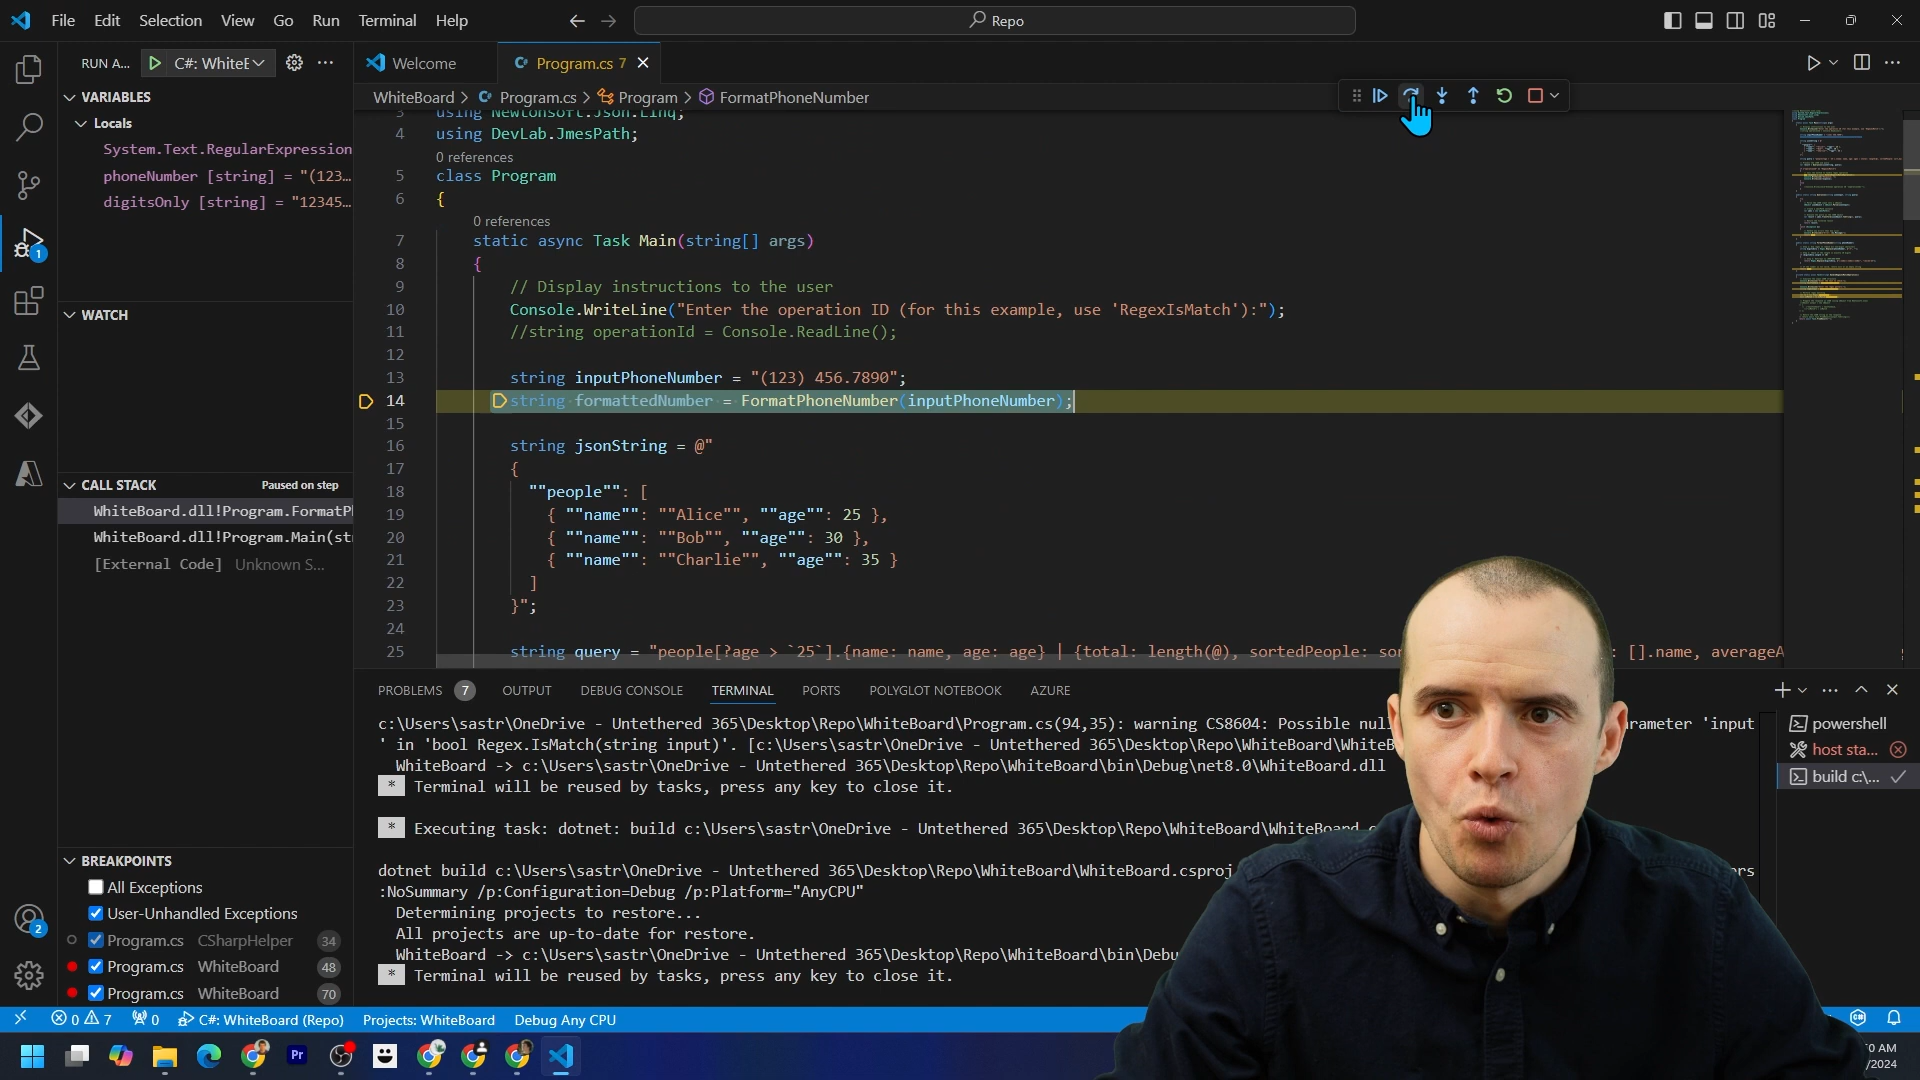 File Edit Selection View Go Run Terminal Help
Repo
RUN A... C#: WhiteE
Welcome
Program.cs 7
VARIABLES
Locals
System.Text.RegularExpression
phoneNumber [string] = "(123...
digitsOnly [string] = "12345...
WATCH
CALL STACK Paused on step
WhiteBoard.dll!Program.FormatP
WhiteBoard.dll!Program.Main(st
[External Code] Unknown S...
BREAKPOINTS
All Exceptions
User-Unhandled Exceptions
Program.cs CSharpHelper 34
Program.cs WhiteBoard 48
Program.cs WhiteBoard 70
WhiteBoard > Program.cs > Program > FormatPhoneNumber
3 using Newtonsoft.Json.Linq;
4 using DevLab.JmesPath;
0 references
5 class Program
6 {
0 references
7 static async Task Main(string[] args)
8 {
9 // Display instructions to the user
10 Console.WriteLine("Enter the operation ID (for this example, use 'RegexIsMatch'):");
11 //string operationId = Console.ReadLine();
12
13 string inputPhoneNumber = "(123) 456.7890";
14 string formattedNumber = FormatPhoneNumber(inputPhoneNumber);
15
16 string jsonString = @"
17 {
18 ""people"": [
19 { ""name"": ""Alice"", ""age"": 25 },
20 { ""name"": ""Bob"", ""age"": 30 },
21 { ""name"": ""Charlie"", ""age"": 35 }
22 ]
23 }";
24
25 string query = "people[?age > `25`].{name: name, age: age} | {total: length(@), sortedPeople: sor : [].name, averageA
PROBLEMS 7 OUTPUT DEBUG CONSOLE TERMINAL PORTS POLYGLOT NOTEBOOK AZURE
c:\Users\sastr\OneDrive - Untethered 365\Desktop\Repo\WhiteBoard\Program.cs(94,35): warning CS8604: Possible nul rameter 'input
' in 'bool Regex.IsMatch(string input)'. [c:\Users\sastr\OneDrive - Untethered 365\Desktop\Repo\WhiteBoard\WhiteB
WhiteBoard -> c:\Users\sastr\OneDrive - Untethered 365\Desktop\Repo\WhiteBoard\bin\Debug\net8.0\WhiteBoard.dll
* Terminal will be reused by tasks, press any key to close it.
* Executing task: dotnet: build c:\Users\sastr\OneDrive - Untethered 365\Desktop\Repo\WhiteBoard\WhiteBoard.c
dotnet build c:\Users\sastr\OneDrive - Untethered 365\Desktop\Repo\WhiteBoard\WhiteBoard.csproj ers
:NoSummary /p:Configuration=Debug /p:Platform="AnyCPU"
Determining projects to restore...
All projects are up-to-date for restore.
WhiteBoard -> c:\Users\sastr\OneDrive - Untethered 365\Desktop\Repo\WhiteBoard\bin\Debu
* Terminal will be reused by tasks, press any key to close it.
powershell
host sta...
build c:\...
1
2
0 7 0 C#: WhiteBoard (Repo) Projects: WhiteBoard Debug Any CPU
Pr
0 AM
/2024